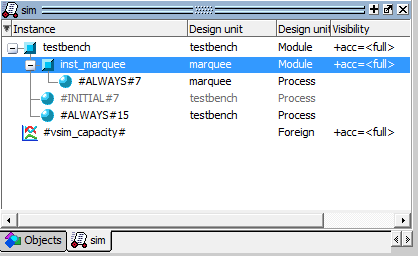 sim
Instance Design unit Design unit Visibility
testbench testbench Module +acc=<full>
inst_marquee marquee Module +acc=<full>
#ALWAYS#7 marquee Process
#INITIAL#7 testbench Process
#ALWAYS#15 testbench Process
#vsim_capacity# Foreign +acc=<full>
Objects sim